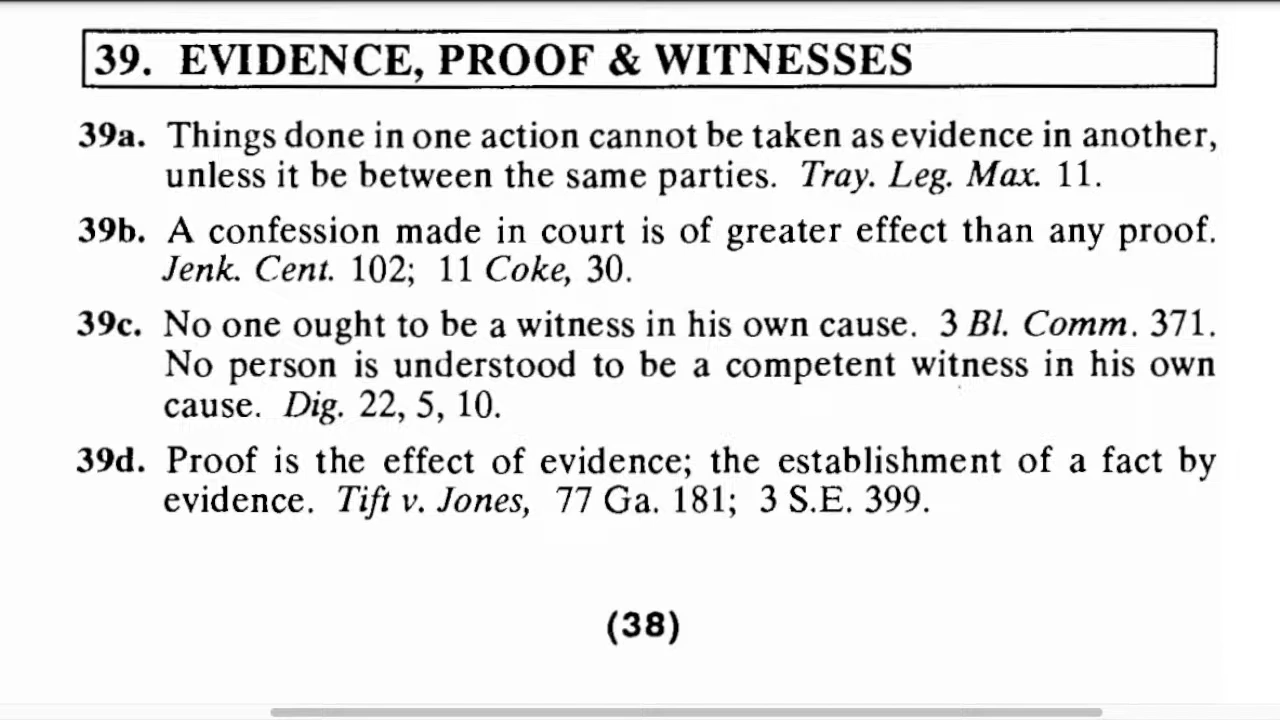 39. EVIDENCE, PROOF & WITNESSES
39a. Things done in one action cannot be taken as evidence in another,
unless it be between the same parties. Tray. Leg. Max. 11.
39b. A confession made in court is of greater effect than any proof.
Jenk. Cent. 102; 11 Coke, 30.
39c. No one ought to be a witness in his own cause. 3 Bl. Comm. 371.
No person is understood to be a competent witness in his own
cause. Dig. 22, 5, 10.
39d. Proof is the effect of evidence; the establishment of a fact by
evidence. Tift v. Jones, 77 Ga. 181; 3 S.E. 399.
(38)